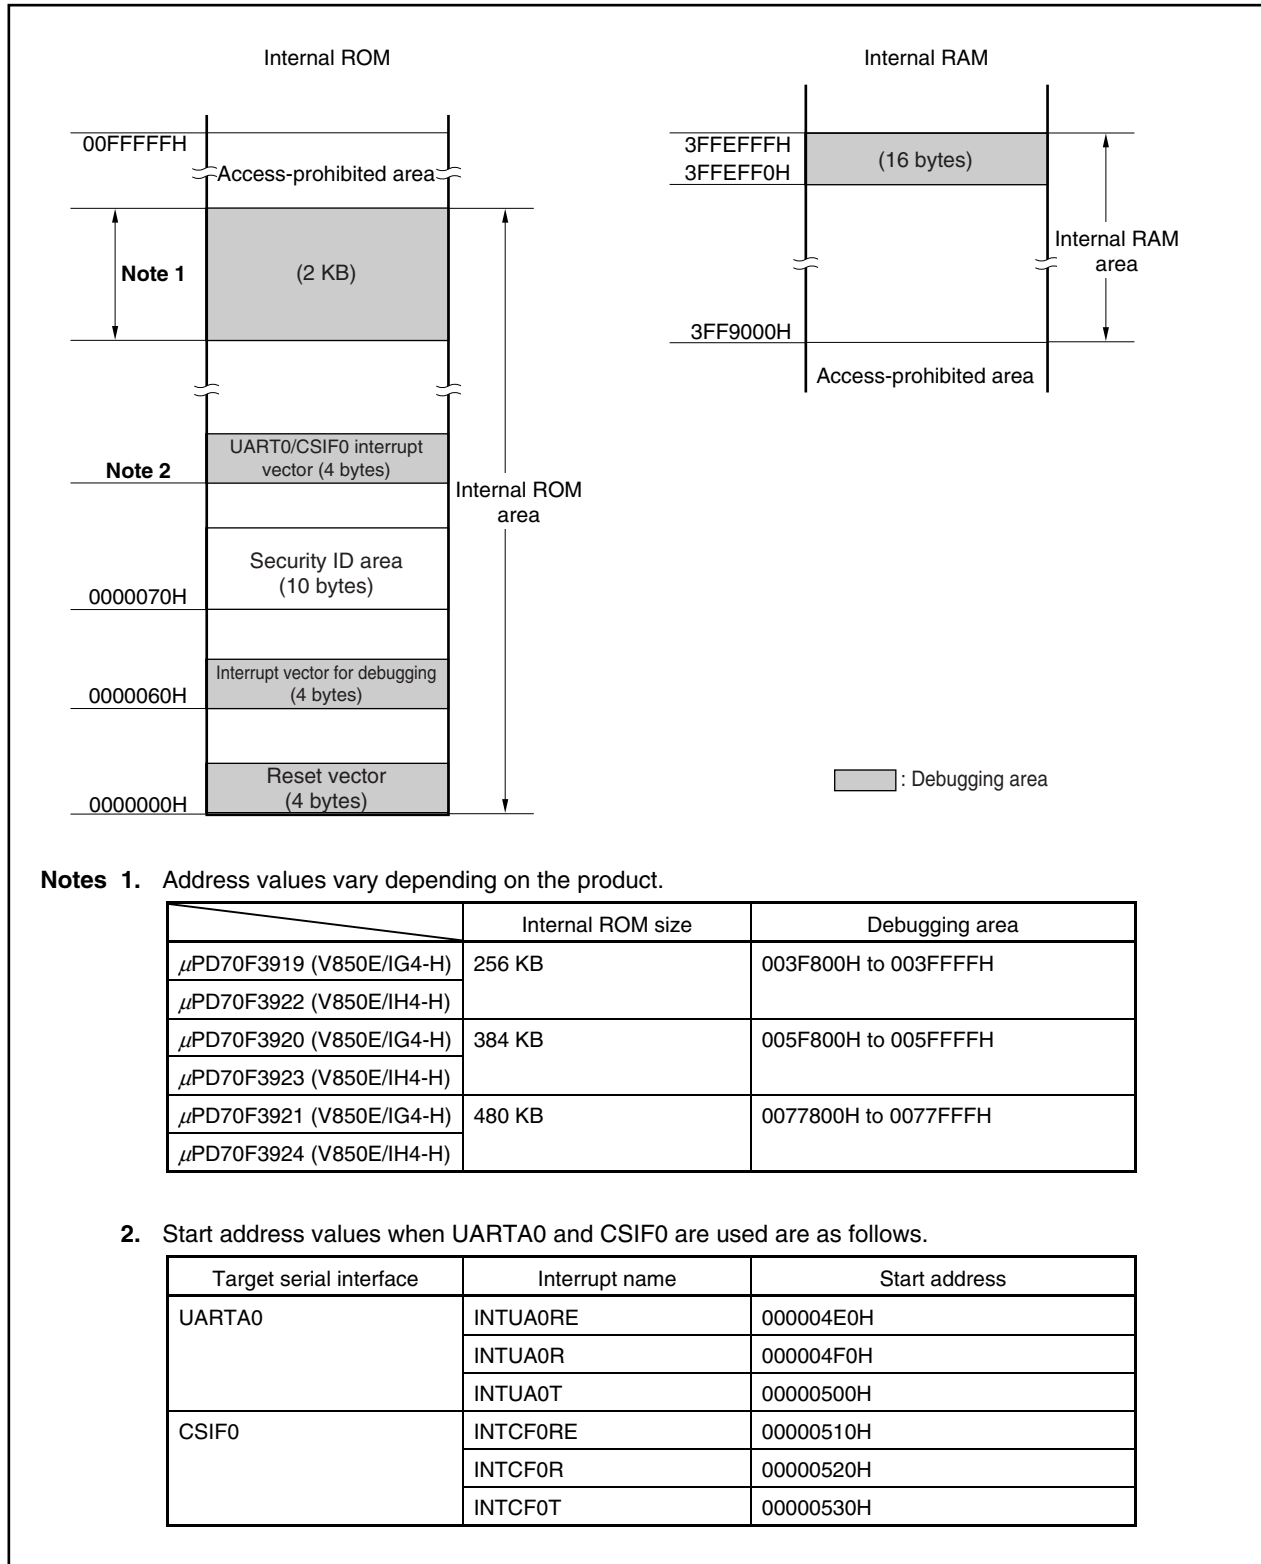 Internal ROM
00FFFFFH
Access-prohibited area
Note 1
(2 KB)
UART0/CSIF0 interrupt
vector (4 bytes)
Note 2
Internal ROM
area
Security ID area
(10 bytes)
0000070H
Interrupt vector for debugging
(4 bytes)
0000060H
Reset vector
(4 bytes)
0000000H
Internal RAM
3FFEFFFH
(16 bytes)
3FFEFF0H
Internal RAM
area
3FF9000H
Access-prohibited area
: Debugging area
Notes 1. Address values vary depending on the product.
Internal ROM size Debugging area
μPD70F3919 (V850E/IG4-H) 256 KB 003F800H to 003FFFFH
μPD70F3922 (V850E/IH4-H)
μPD70F3920 (V850E/IG4-H) 384 KB 005F800H to 005FFFFH
μPD70F3923 (V850E/IH4-H)
μPD70F3921 (V850E/IG4-H) 480 KB 0077800H to 0077FFFH
μPD70F3924 (V850E/IH4-H)
2. Start address values when UARTA0 and CSIF0 are used are as follows.
Target serial interface Interrupt name Start address
UARTA0 INTUA0RE 000004E0H
INTUA0R 000004F0H
INTUA0T 00000500H
CSIF0 INTCF0RE 00000510H
INTCF0R 00000520H
INTCF0T 00000530H